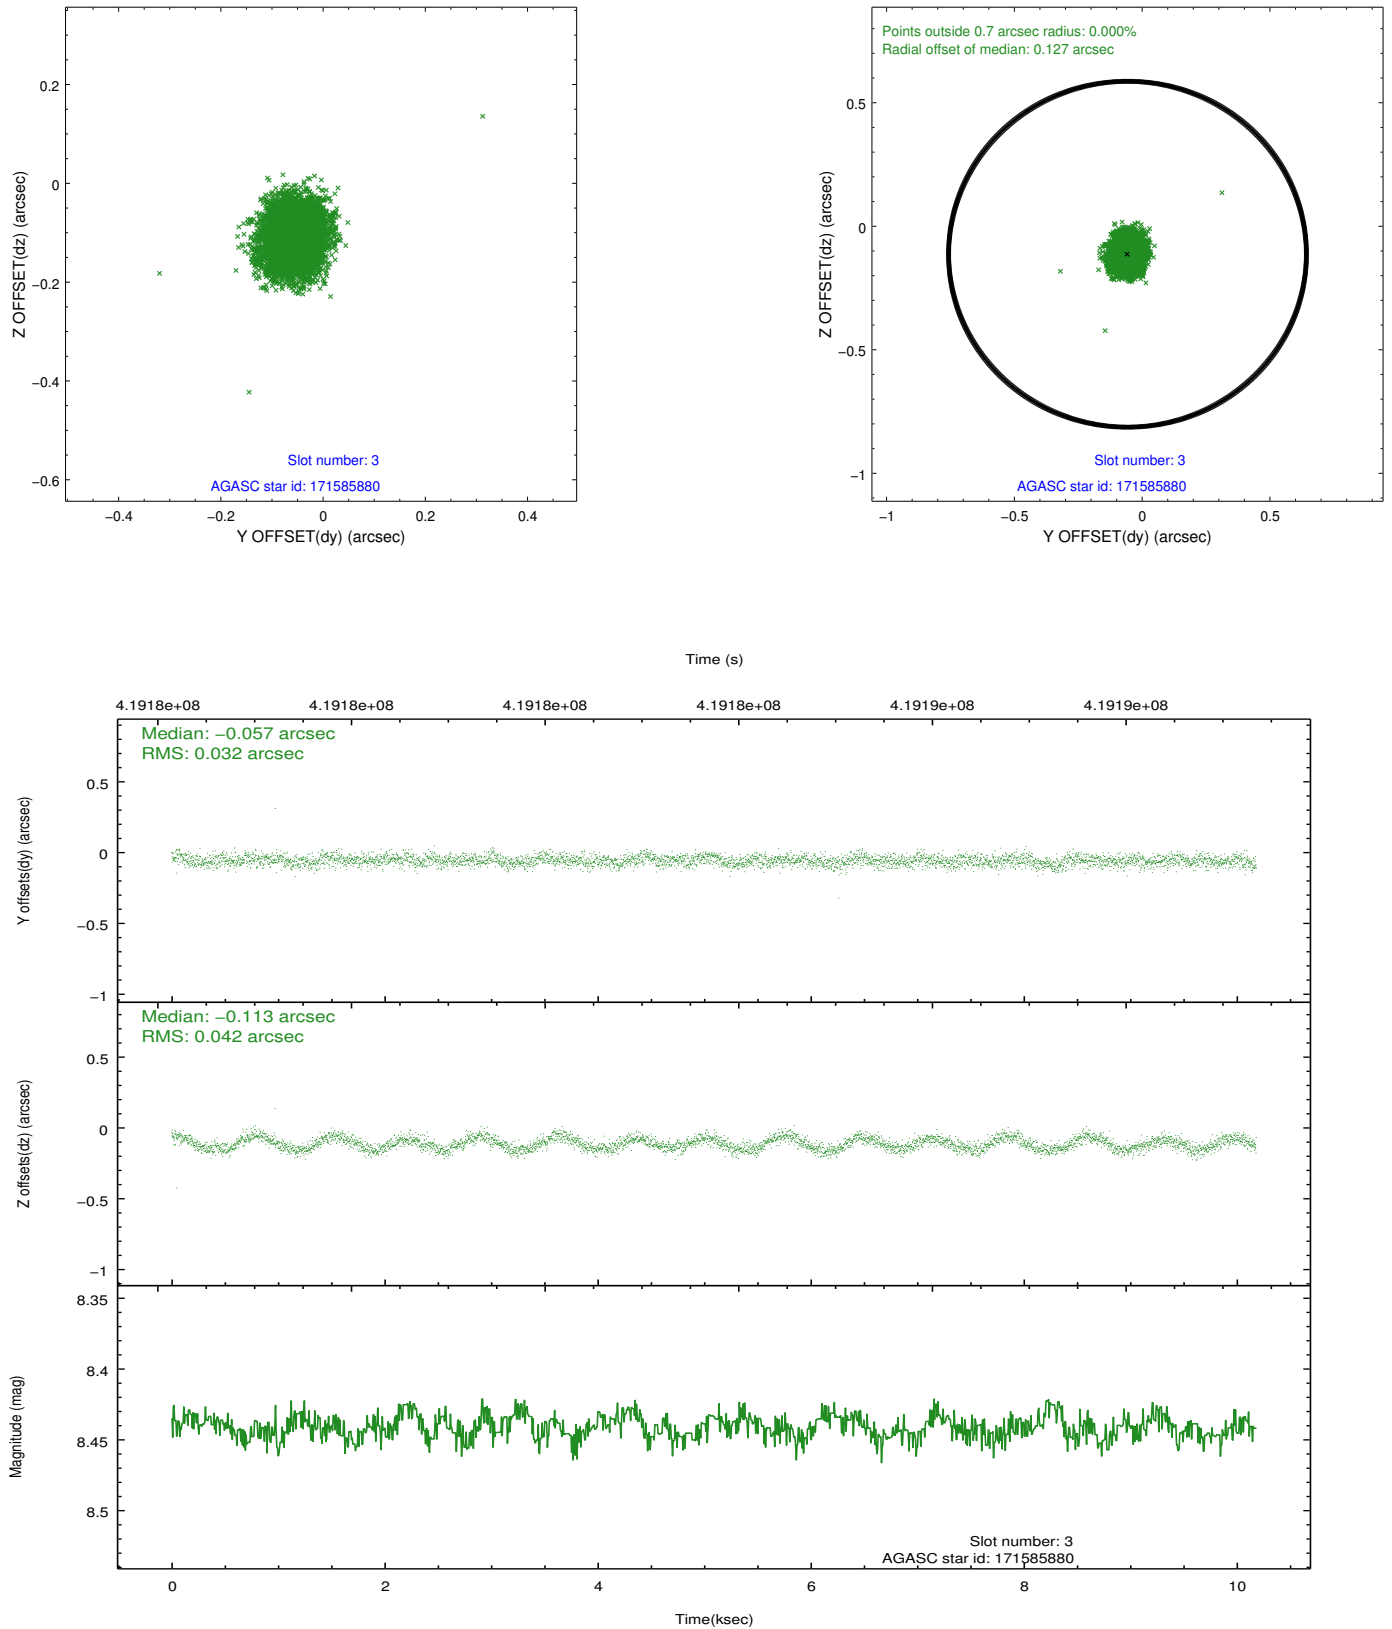 0.2
0
−0.2
−0.4
−0.6
Z OFFSET(dz) (arcsec)
Slot number: 3
AGASC star id: 171585880
−0.4
−0.2
0
0.2
0.4
Y OFFSET(dy) (arcsec)
Points outside 0.7 arcsec radius: 0.000%
Radial offset of median: 0.127 arcsec
0.5
0
−0.5
−1
Z OFFSET(dz) (arcsec)
Slot number: 3
AGASC star id: 171585880
−1
−0.5
0
0.5
Y OFFSET(dy) (arcsec)
Time (s)
4.1918e+08
4.1918e+08
4.1918e+08
4.1918e+08
4.1919e+08
4.1919e+08
Median: −0.057 arcsec
RMS: 0.032 arcsec
0.5
0
−0.5
−1
Y offsets(dy) (arcsec)
Median: −0.113 arcsec
RMS: 0.042 arcsec
0.5
0
−0.5
−1
Z offsets(dz) (arcsec)
8.35
8.4
8.45
8.5
Magnitude (mag)
Slot number: 3
AGASC star id: 171585880
0
2
4
6
8
10
Time(ksec)